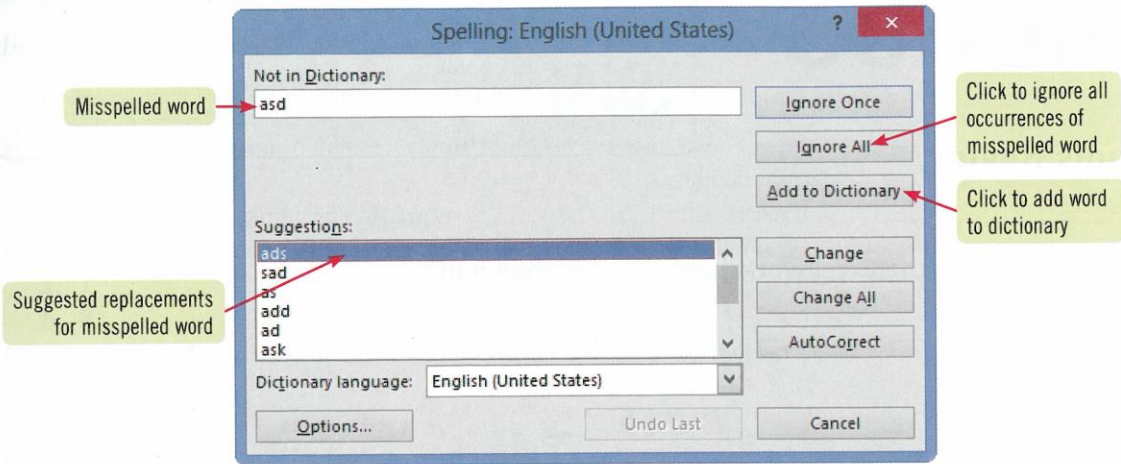 Spelling: English (United States)
? ×
Not in Dictionary:
Misspelled word
asd
Ignore Once
Click to ignore all
occurrences of
misspelled word
Ignore All
Add to Dictionary
Click to add word
to dictionary
Suggestions:
ads
sad
as
add
ad
ask
Change
Change All
AutoCorrect
Suggested replacements
for misspelled word
Dictionary language:
English (United States)
Options...
Undo Last
Cancel